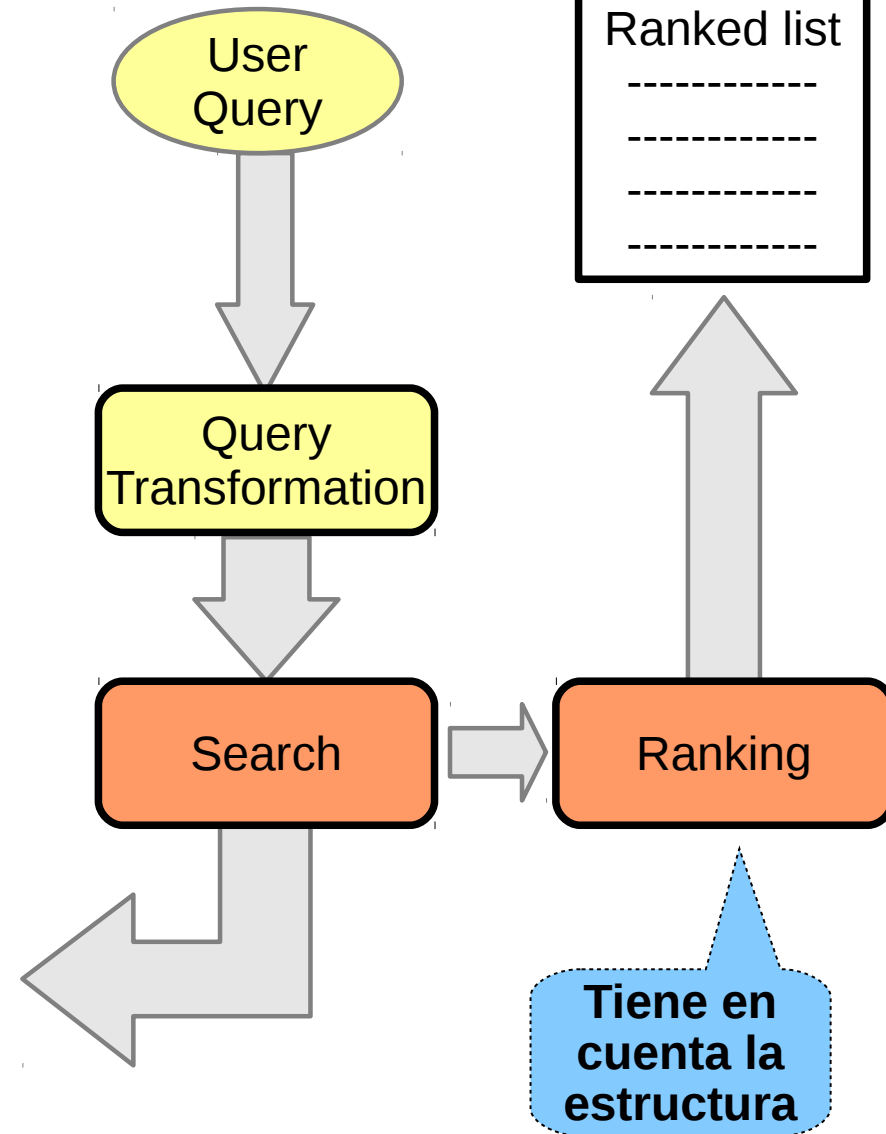 User
Query
Ranked list
------------
------------
------------
------------
Query
Transformation
Search
Ranking
Tiene en
cuenta la
estructura